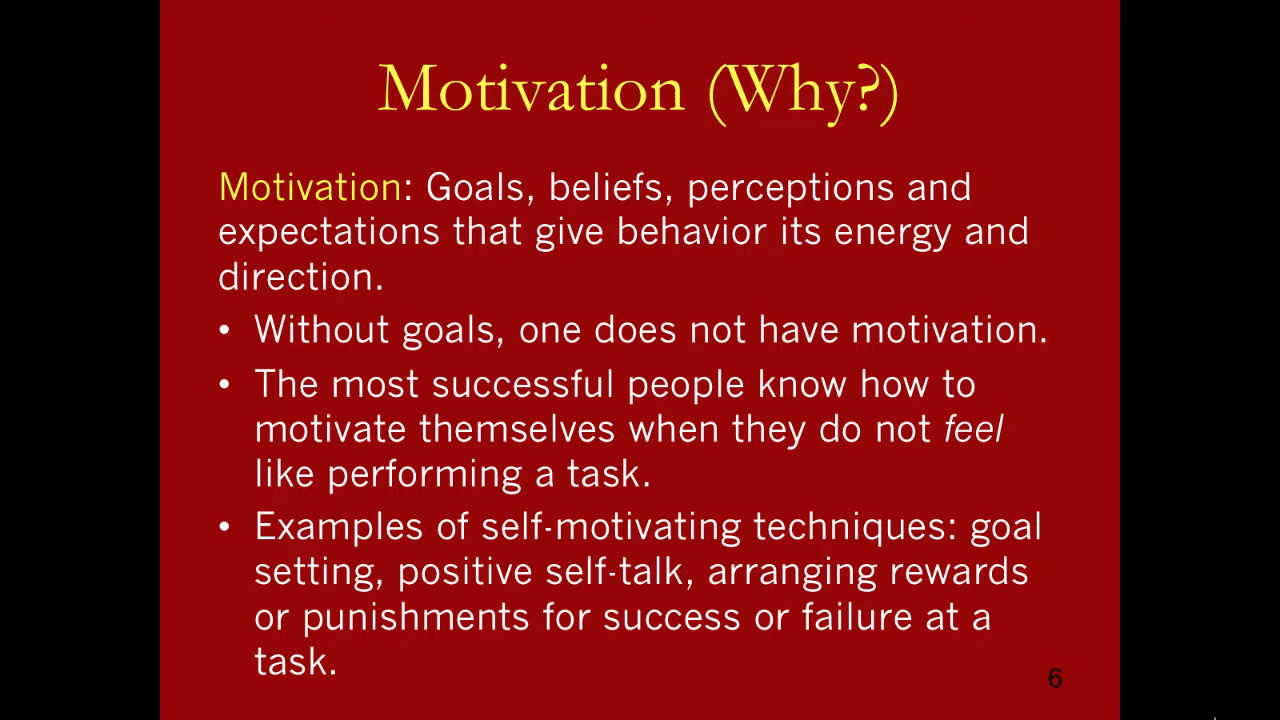 Motivation (Why?)
Motivation: Goals, beliefs, perceptions and
expectations that give behavior its energy and
direction.
• Without goals, one does not have motivation.
• The most successful people know how to
motivate themselves when they do not feel
like performing a task.
• Examples of self-motivating techniques: goal
setting, positive self-talk, arranging rewards
or punishments for success or failure at a
task.
6